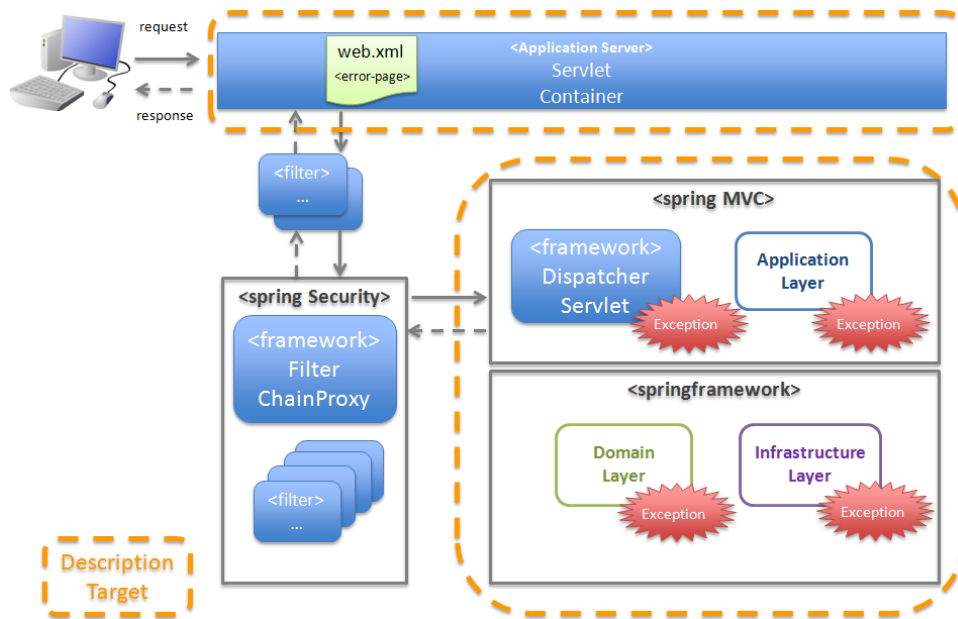 request
response
web.xml
<error-page>
<Application Server>
Servlet
Container
<filter>
...
<spring Security>
<framework>
Filter
ChainProxy
<filter>
...
<spring MVC>
<framework>
Dispatcher
Servlet
Exception
Application
Layer
Exception
<springframework>
Domain
Layer
Exception
Infrastructure
Layer
Exception
Description
Target